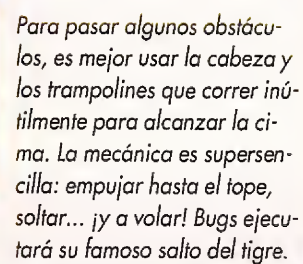 Para pasar algunos obstácu-
los, es mejor usar la cabeza y
los trampolines que correr inú-
tilmente para alcanzar la ci-
ma. La mecánica es supersen-
cilla: empujar hasta el tope,
soltar... ¡y a volar! Bugs ejecu-
tará su famoso salto del tigre.